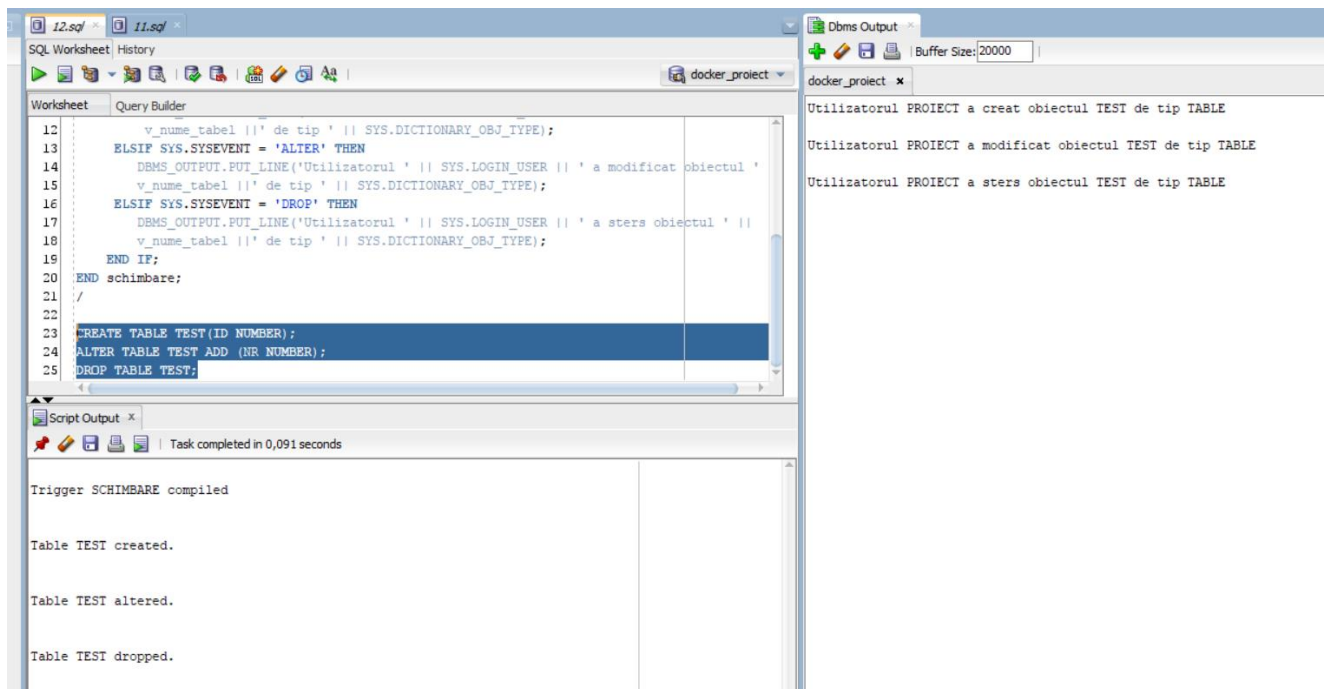 12.sql
11.sql
SQL Worksheet History
docker_proiect
Worksheet Query Builder
12 v_nume_tabel ||' de tip ' || SYS.DICTIONARY_OBJ_TYPE);
13 ELSIF SYS.SYSEVENT = 'ALTER' THEN
14 DBMS_OUTPUT.PUT_LINE('Utilizatorul ' || SYS.LOGIN_USER || ' a modificat obiectul '
15 v_nume_tabel ||' de tip ' || SYS.DICTIONARY_OBJ_TYPE);
16 ELSIF SYS.SYSEVENT = 'DROP' THEN
17 DBMS_OUTPUT.PUT_LINE('Utilizatorul ' || SYS.LOGIN_USER || ' a sters obiectul ' ||
18 v_nume_tabel ||' de tip ' || SYS.DICTIONARY_OBJ_TYPE);
19 END IF;
20 END schimbare;
21 /
22
23 CREATE TABLE TEST(ID NUMBER);
24 ALTER TABLE TEST ADD (NR NUMBER);
25 DROP TABLE TEST;
Script Output
Task completed in 0,091 seconds
Trigger SCHIMBARE compiled
Table TEST created.
Table TEST altered.
Table TEST dropped.
Dbms Output
Buffer Size: 20000
docker_proiect
Utilizatorul PROIECT a creat obiectul TEST de tip TABLE
Utilizatorul PROIECT a modificat obiectul TEST de tip TABLE
Utilizatorul PROIECT a sters obiectul TEST de tip TABLE